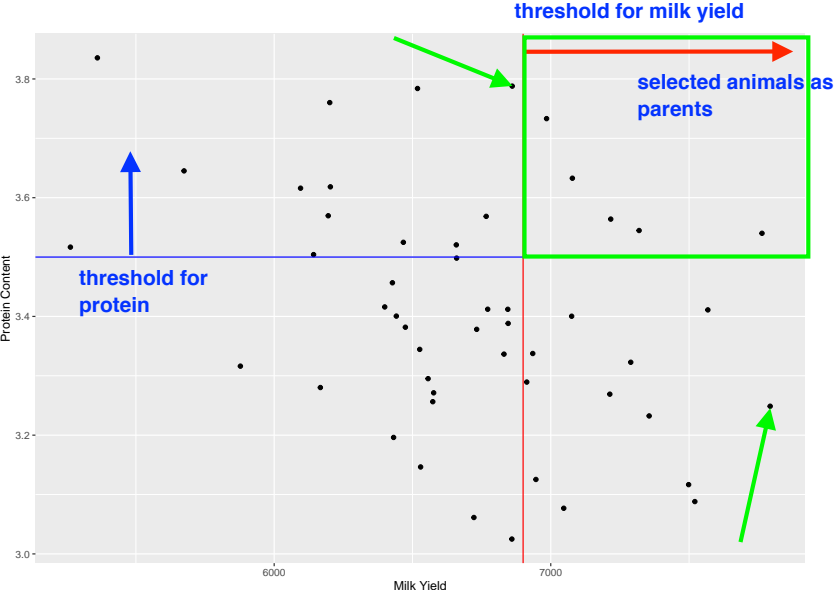 threshold for milk yield
selected animals as
parents
threshold for
protein
Protein Content
3.8
3.6
3.4
3.2
3.0
6000
7000
Milk Yield